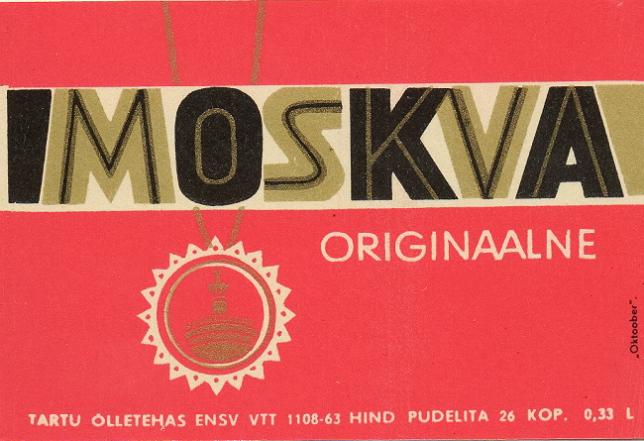 MOSKVA
ORIGINAALNE
„Oktoober".
TARTU ÕLLETEHAS ENSV VTT 1108-63 HIND PUDELITA 26 KOP. 0,33 L